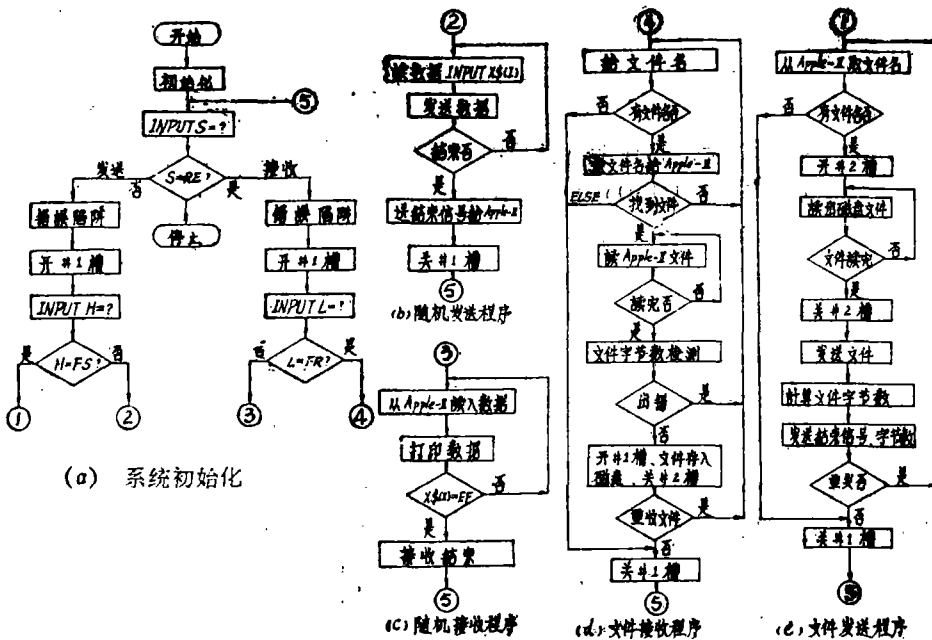 开始
初始化
⑤
INPUT S=?
发送
否
S=RE?
是
接收
错误陷阱
停止
错误陷阱
开#1槽
开#1槽
INPUT H=?
INPUT L=?
是
H=FS?
否
否
L=FR?
是
①
②
③
④
(a) 系统初始化
②
读数据 INPUT X$(I)
发送数据
结束否
否
是
送结束信号给Apple-II
关#1槽
⑤
(b)随机发送程序
③
从Apple-II读入数据
打印数据
X$(I)=EF
否
是
接收结束
⑤
(c)随机接收程序
④
给文件名
否
有文件名否
是
文件名给Apple-II
ELSE
找到文件
否
是
读Apple-II文件
读完否
否
是
文件字节数检测
出错
是
否
开#1槽、文件存入
磁盘、关#2槽
重收文件
是
否
关#1槽
⑤
(d)文件接收程序
①
从Apple-II取文件名
否
有文件名否
是
开#2槽
读出磁盘文件
文件读完
否
是
关#2槽
发送文件
计算文件字节数
发送结束信号、字节数
重发否
是
否
关#1槽
⑤
(e)文件发送程序